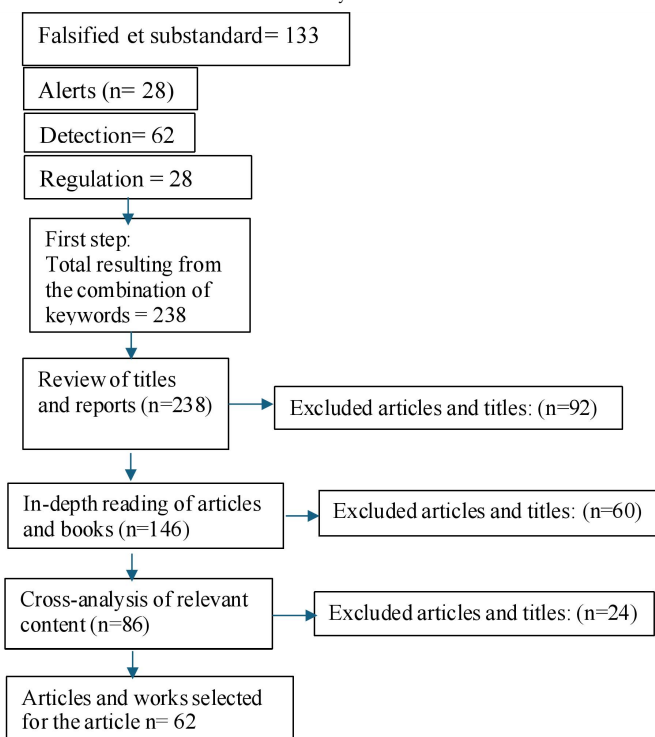 Falsified et substandard= 133
Alerts (n= 28)
Detection= 62
Regulation = 28
First step:
Total resulting from
the combination of
keywords = 238
Review of titles
and reports (n=238)
Excluded articles and titles: (n=92)
In-depth reading of articles
and books (n=146)
Excluded articles and titles: (n=60)
Cross-analysis of relevant
content (n=86)
Excluded articles and titles: (n=24)
Articles and works selected
for the article n= 62